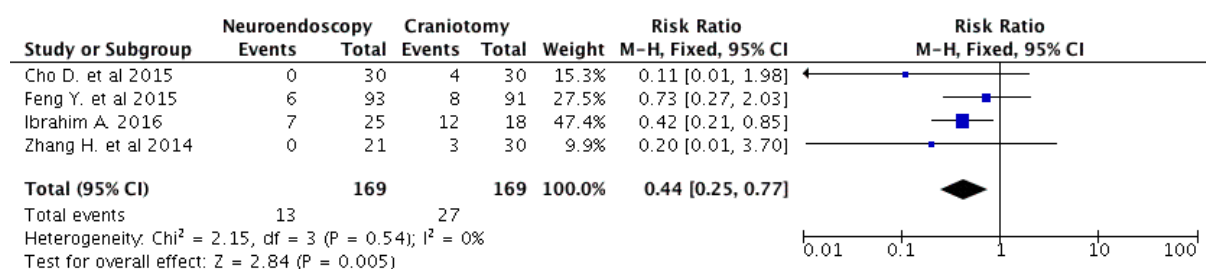 Neuroendoscopy Craniotomy Risk Ratio Risk Ratio
Study or Subgroup Events Total Events Total Weight M-H, Fixed, 95% CI M-H, Fixed, 95% CI
Cho D. et al 2015 0 30 4 30 15.3% 0.11 [0.01, 1.98]
Feng Y. et al 2015 6 93 8 91 27.5% 0.73 [0.27, 2.03]
Ibrahim A. 2016 7 25 12 18 47.4% 0.42 [0.21, 0.85]
Zhang H. et al 2014 0 21 3 30 9.9% 0.20 [0.01, 3.70]
Total (95% CI) 169 169 100.0% 0.44 [0.25, 0.77]
Total events 13 27
Heterogeneity: Chi² = 2.15, df = 3 (P = 0.54); I² = 0%
Test for overall effect: Z = 2.84 (P = 0.005)
0.01 0.1 1 10 100